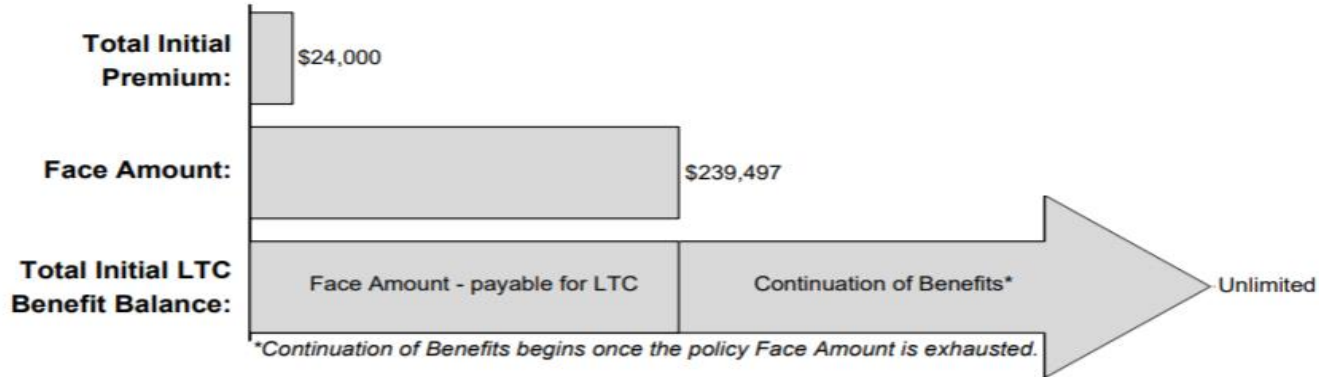 Total Initial
Premium:
$24,000
Face Amount:
$239,497
Total Initial LTC
Benefit Balance:
Face Amount - payable for LTC
Continuation of Benefits*
Unlimited
*Continuation of Benefits begins once the policy Face Amount is exhausted.